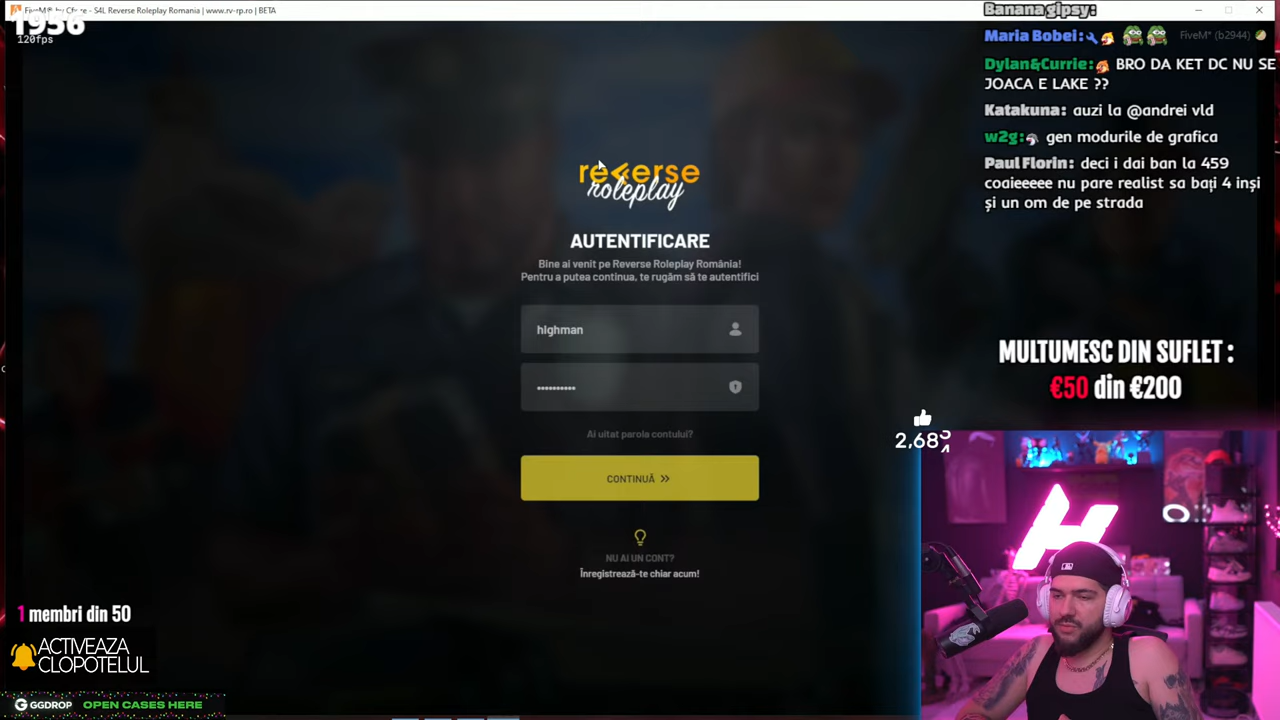 FiveM® by Cfx.re - S4L Reverse Roleplay Romania | www.rv-rp.ro | BETA
1956
120fps
Bananagipsy:
Maria Bobei:
FiveM* (b2944)
Dylan&Currie: BRO DA KET DC NU SE
JOACA E LAKE ??
Katakuna: auzi la @andrei vld
w2g: gen modurile de grafica
Paul Florin: deci i dai ban la 459
coaieeeee nu pare realist sa bați 4 inși
și un om de pe strada
reverse
roleplay
AUTENTIFICARE
Bine ai venit pe Reverse Roleplay România!
Pentru a putea continua, te rugăm să te autentifici
highman
••••••••••
Ai uitat parola contului?
CONTINUĂ
NU AI UN CONT?
Înregistrează-te chiar acum!
MULTUMESC DIN SUFLET :
€50 din €200
2,68
1 membri din 50
ACTIVEAZA
CLOPOTELUL
GGDROP OPEN CASES HERE